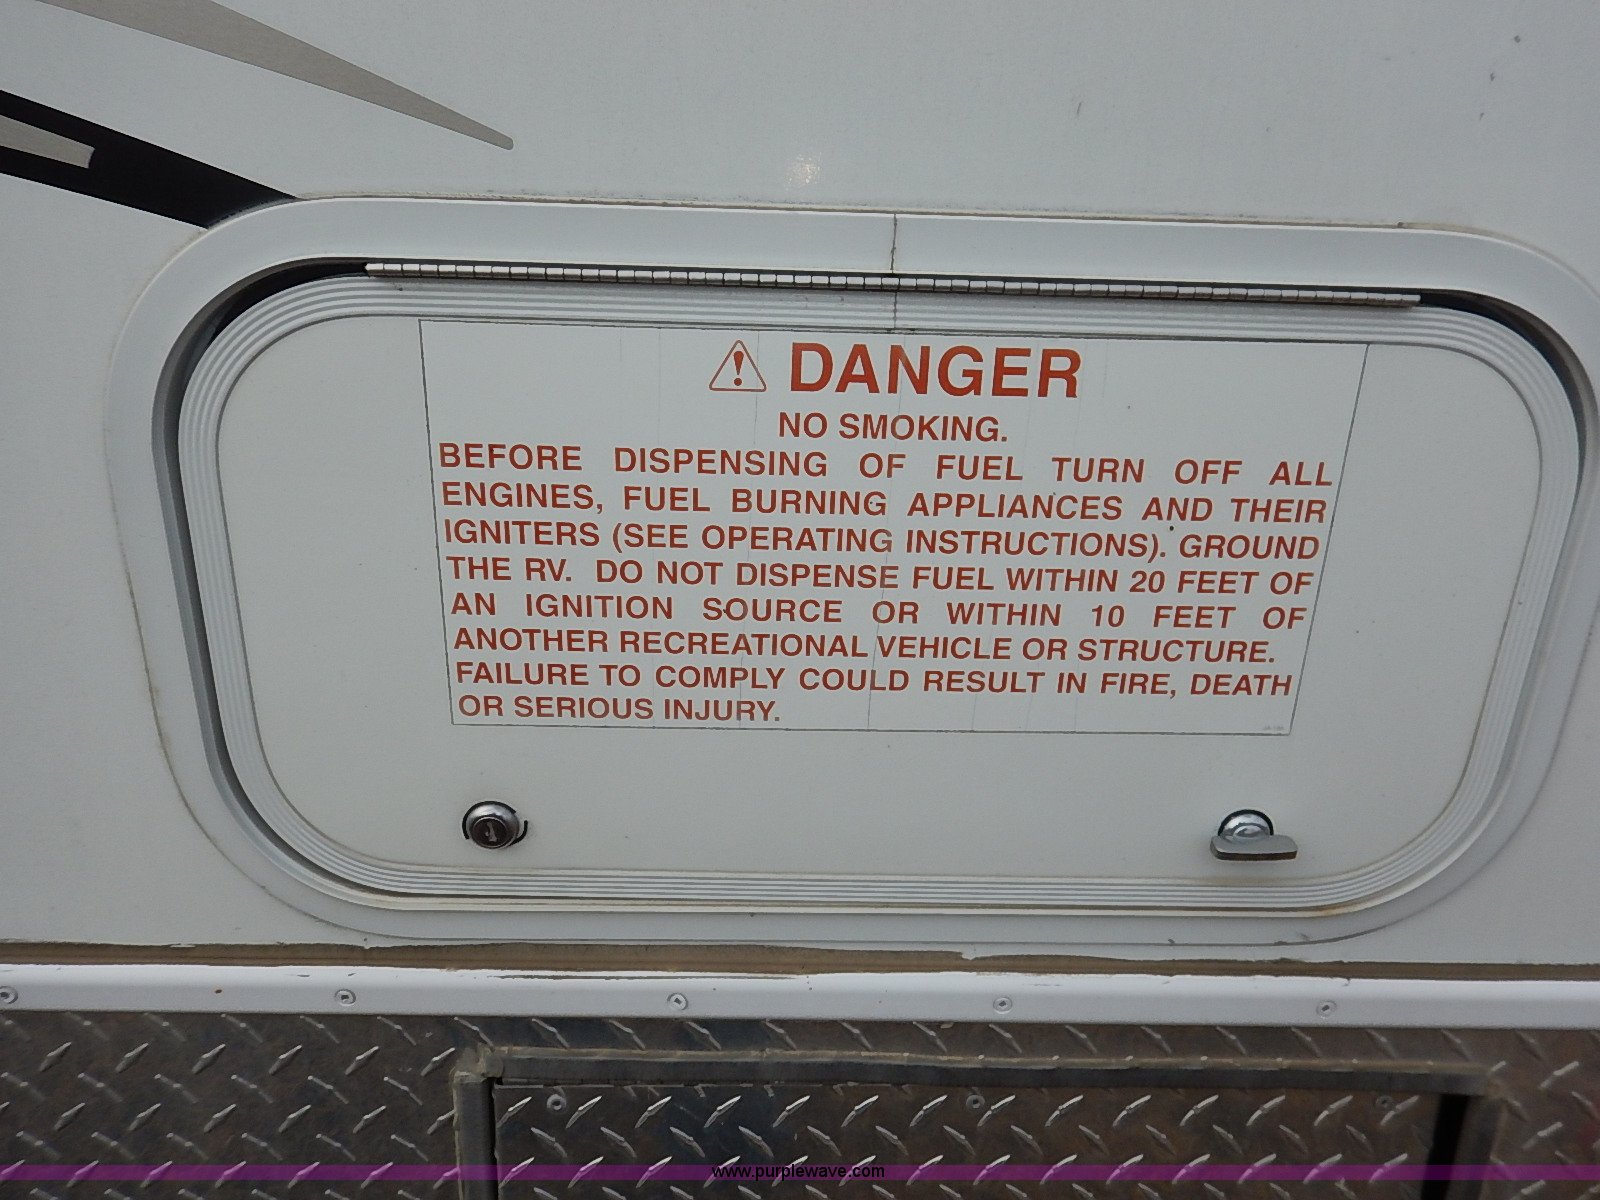 DANGER
NO SMOKING.
BEFORE DISPENSING OF FUEL TURN OFF ALL
ENGINES, FUEL BURNING APPLIANCES AND THEIR
IGNITERS (SEE OPERATING INSTRUCTIONS). GROUND
THE RV. DO NOT DISPENSE FUEL WITHIN 20 FEET OF
AN IGNITION SOURCE OR WITHIN 10 FEET OF
ANOTHER RECREATIONAL VEHICLE OR STRUCTURE.
FAILURE TO COMPLY COULD RESULT IN FIRE, DEATH
OR SERIOUS INJURY.
www.purplewave.com